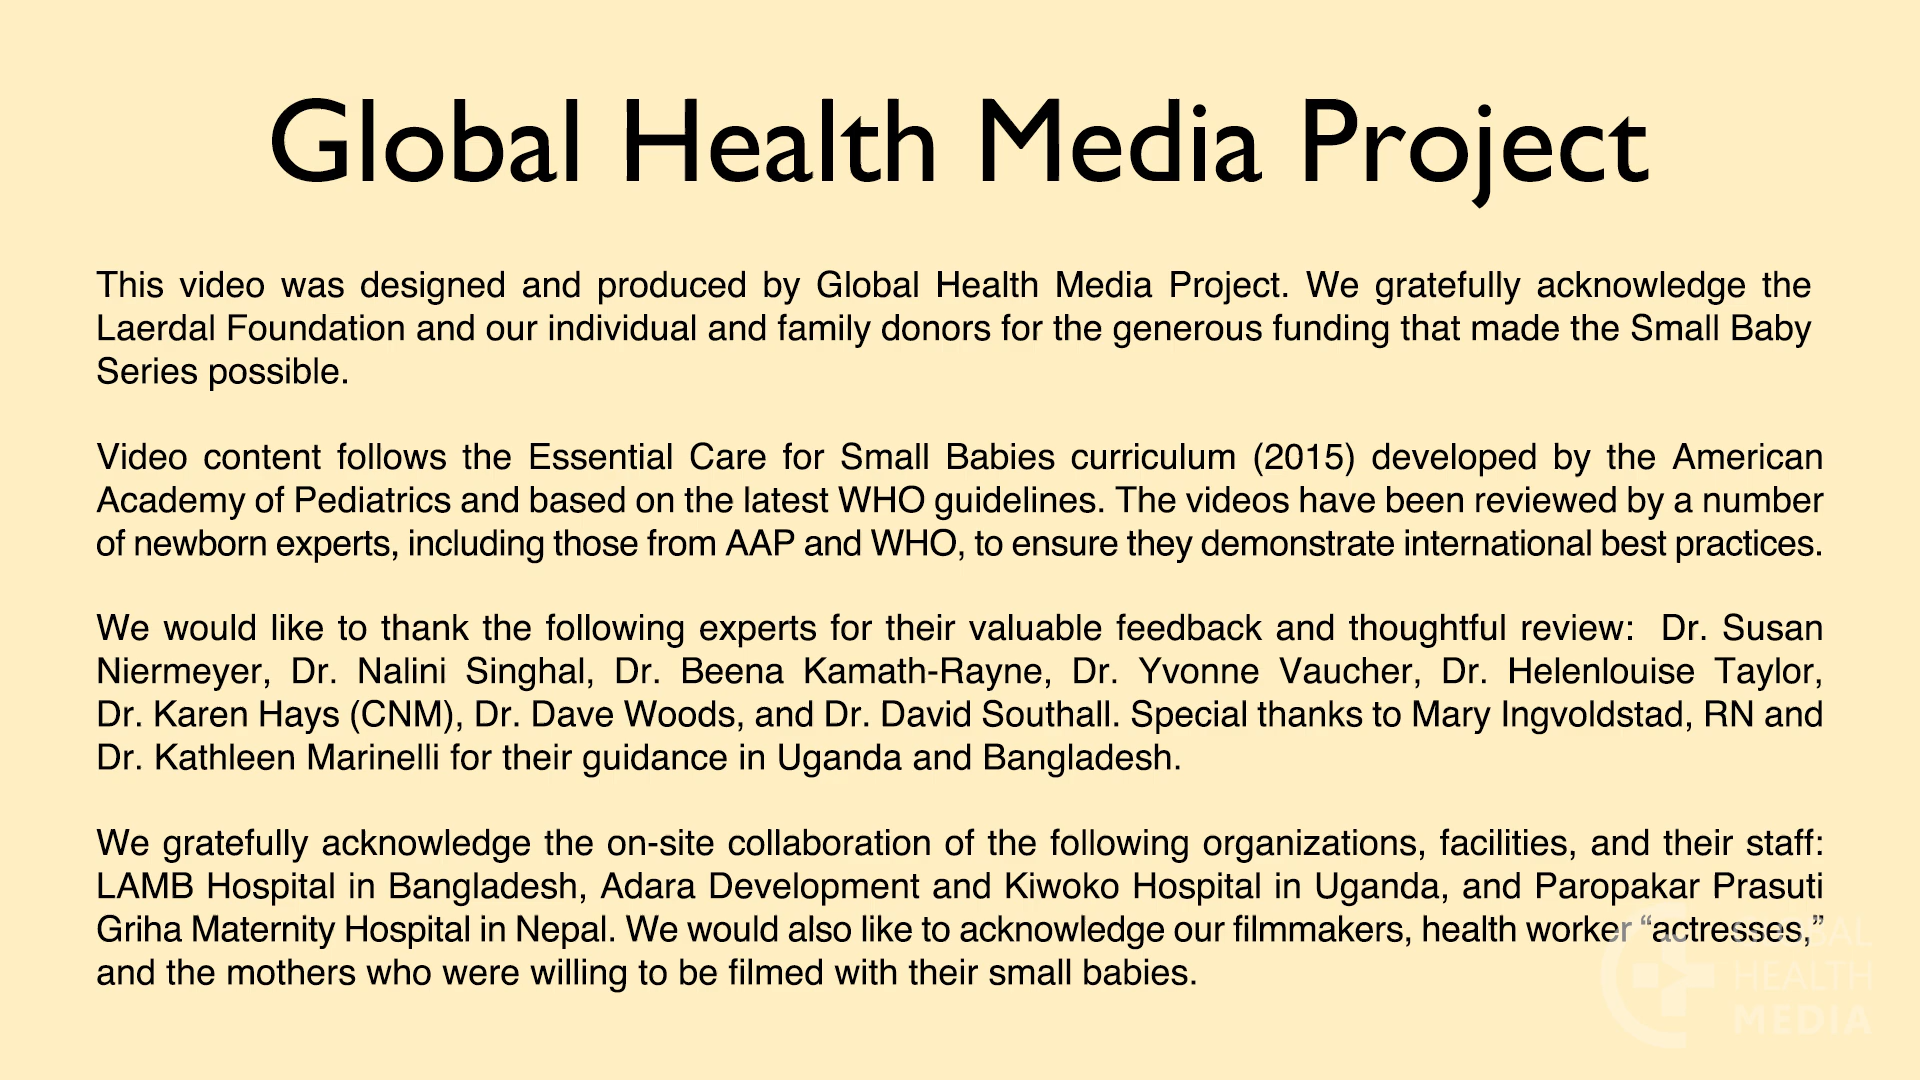 Global Health Media Project
This video was designed and produced by Global Health Media Project. We gratefully acknowledge the
Laerdal Foundation and our individual and family donors for the generous funding that made the Small Baby
Series possible.
Video content follows the Essential Care for Small Babies curriculum (2015) developed by the American
Academy of Pediatrics and based on the latest WHO guidelines. The videos have been reviewed by a number
of newborn experts, including those from AAP and WHO, to ensure they demonstrate international best practices.
We would like to thank the following experts for their valuable feedback and thoughtful review:  Dr. Susan
Niermeyer, Dr. Nalini Singhal, Dr. Beena Kamath-Rayne, Dr. Yvonne Vaucher, Dr. Helenlouise Taylor,
Dr. Karen Hays (CNM), Dr. Dave Woods, and Dr. David Southall. Special thanks to Mary Ingvoldstad, RN and
Dr. Kathleen Marinelli for their guidance in Uganda and Bangladesh.
We gratefully acknowledge the on-site collaboration of the following organizations, facilities, and their staff:
LAMB Hospital in Bangladesh, Adara Development and Kiwoko Hospital in Uganda, and Paropakar Prasuti
Griha Maternity Hospital in Nepal. We would also like to acknowledge our filmmakers, health worker “actresses,”
and the mothers who were willing to be filmed with their small babies.
GLOBAL
HEALTH
MEDIA